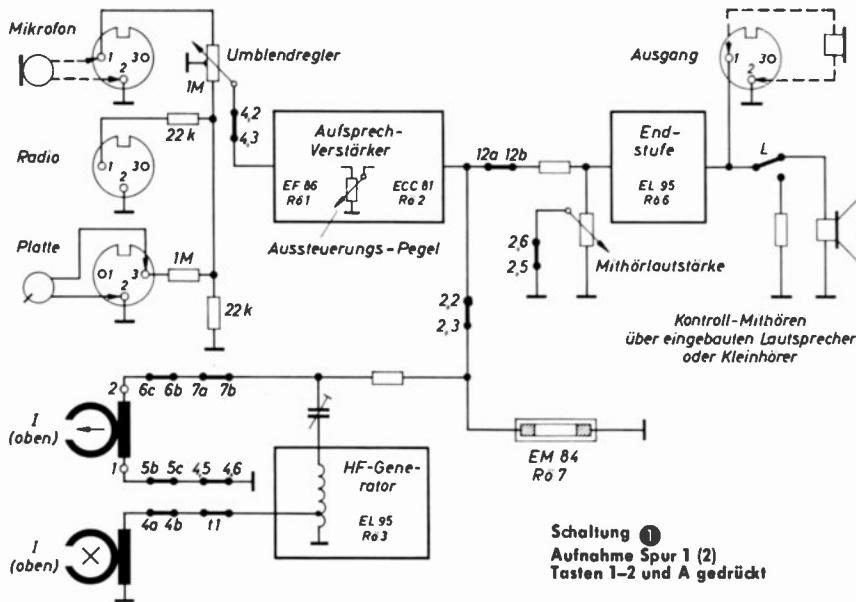 Mikrofon
1 3
2
Umblendregler
1M
Ausgang
1 3
2
4,2
4,3
Radio
22 k
1 3
2
Aufsprech-
Verstärker
EF 86
Rö 1
ECC 81
Rö 2
Aussteuerungs-Pegel
12a 12b
End-
stufe
EL 95
Rö 6
L
Platte
1 3
2
1M
22 k
2,6
2,5
Mithörlautstärke
2,2
2,3
Kontroll-Mithören
über eingebauten Lautsprecher
oder Kleinhörer
2
6c 6b 7a 7b
I
(oben)
1
5b 5c 4,5 4,6
HF-Gene-
rator
EL 95
Rö 3
EM 84
Rö 7
4a 4b t1
I
(oben)
Schaltung 1
Aufnahme Spur 1 (2)
Tasten 1–2 und A gedrückt